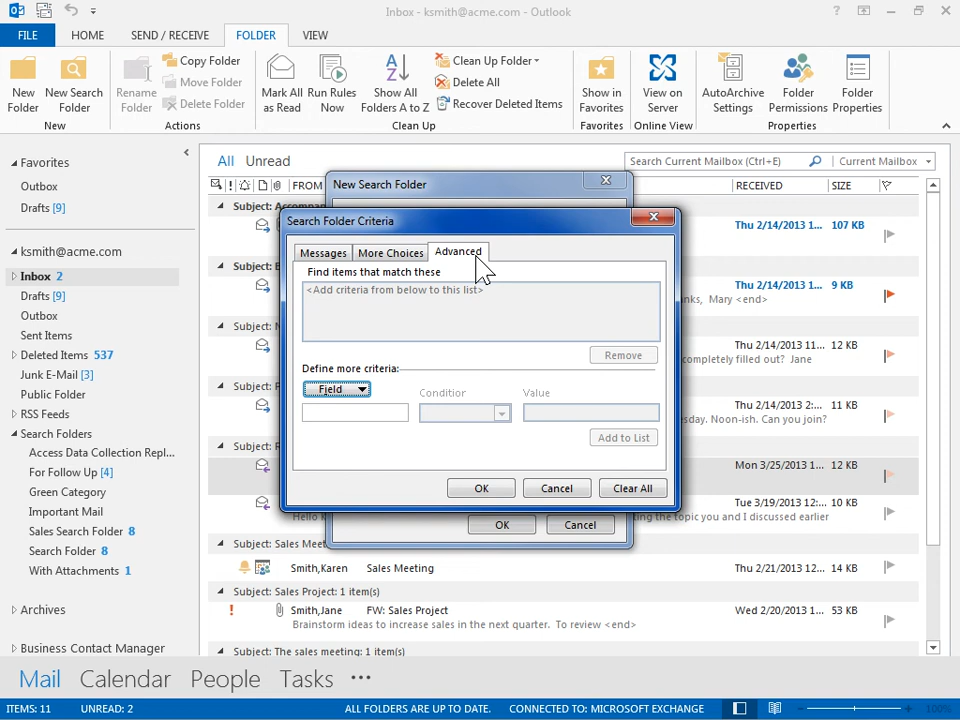 Inbox - ksmith@acme.com - Outlook
?
FILE HOME SEND / RECEIVE FOLDER VIEW
New Folder
New Search Folder
New
Rename Folder
Copy Folder
Move Folder
Delete Folder
Actions
Mark All as Read
Run Rules Now
Show All Folders A to Z
Clean Up Folder
Delete All
Recover Deleted Items
Clean Up
Show in Favorites
Favorites
View on Server
Online View
AutoArchive Settings
Folder Permissions
Folder Properties
Properties
Favorites
Outbox
Drafts [9]
ksmith@acme.com
Inbox 2
Drafts [9]
Outbox
Sent Items
Deleted Items 537
Junk E-Mail [3]
Public Folder
RSS Feeds
Search Folders
Access Data Collection Repl...
For Follow Up [4]
Green Category
Important Mail
Sales Search Folder 8
Search Folder 8
With Attachments 1
Archives
Business Contact Manager
All Unread
Search Current Mailbox (Ctrl+E)
Current Mailbox
FROM
RECEIVED SIZE
Subject:
Thu 2/14/2013 12... 107 KB
Subject:
Thu 2/14/2013 12... 9 KB
Mary <end>
Subject:
Thu 2/14/2013 11... 12 KB
completely filled out? Jane
Subject:
Thu 2/14/2013 2:... 11 KB
Noon-ish. Can you join?
Subject:
Mon 3/25/2013 1... 12 KB
Tue 3/19/2013 1... 10 KB
the topic you and I discussed earlier
Subject: Sales
Smith,Karen Sales Meeting Thu 2/21/2013 12... 14 KB
Subject: Sales Project: 1 item(s)
Smith,Jane FW: Sales Project Wed 2/20/2013 1... 53 KB
Brainstorm ideas to increase sales in the next quarter. To review <end>
Subject: The sales meeting: 1 item(s)
New Search Folder
OK Cancel
Search Folder Criteria
Messages More Choices Advanced
Find items that match these
<Add criteria from below to this list>
Remove
Define more criteria:
Field
Conditior
Value
Add to List
OK Cancel Clear All
Mail Calendar People Tasks •••
ITEMS: 11 UNREAD: 2 ALL FOLDERS ARE UP TO DATE. CONNECTED TO: MICROSOFT EXCHANGE 100%